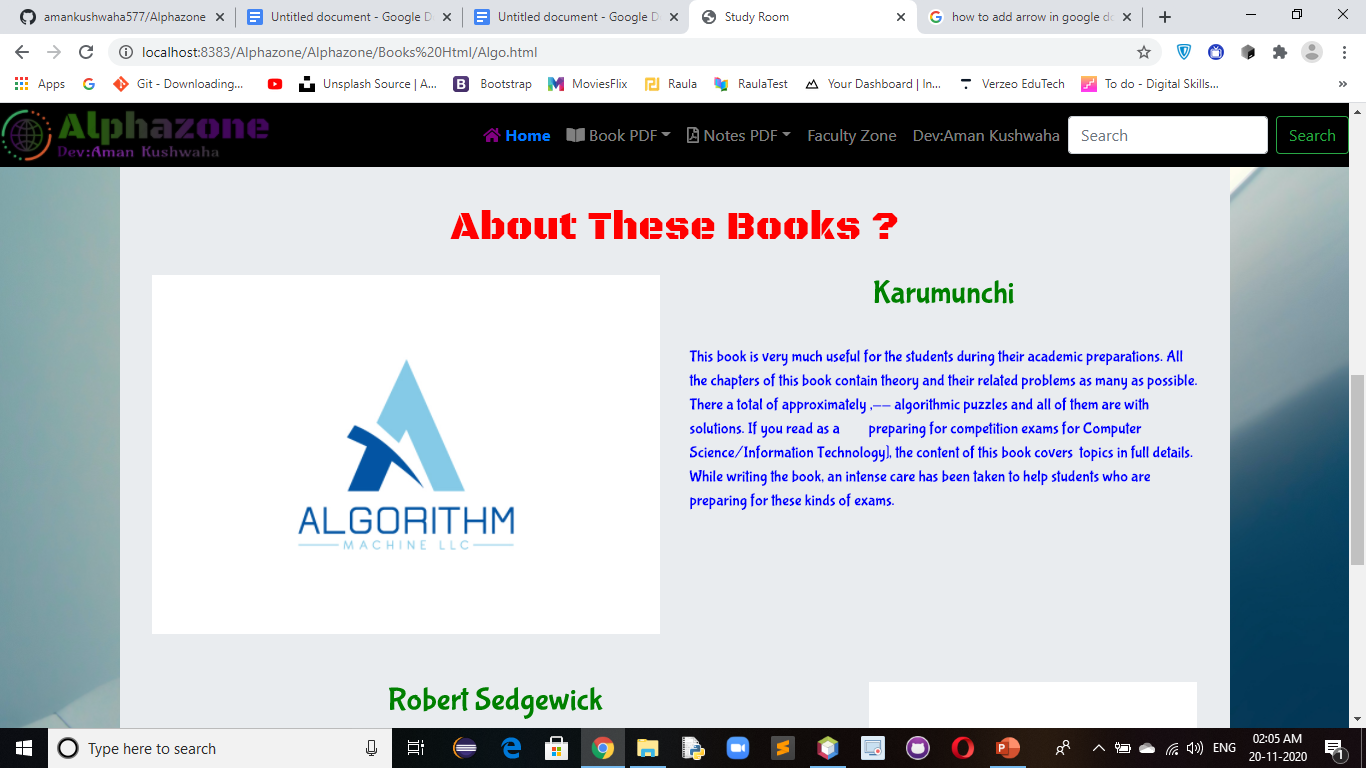 amankushwaha577/Alphazone
Untitled document - Google D
Untitled document - Google D
Study Room
how to add arrow in google do
localhost:8383/Alphazone/Alphazone/Books%20Html/Algo.html
Apps
Git - Downloading...
Unsplash Source | A...
Bootstrap
MoviesFlix
Raula
RaulaTest
Your Dashboard | In...
Verzeo EduTech
To do - Digital Skills...
»
Alphazone
Dev:Aman Kushwaha
Home
Book PDF
Notes PDF
Faculty Zone
Dev:Aman Kushwaha
Search
Search
About These Books ?
Karumunchi
This book is very much useful for the students during their academic preparations. All
the chapters of this book contain theory and their related problems as many as possible.
There a total of approximately ,–– algorithmic puzzles and all of them are with
solutions. If you read as a preparing for competition exams for Computer
Science/Information Technology], the content of this book covers topics in full details.
While writing the book, an intense care has been taken to help students who are
preparing for these kinds of exams.
ALGORITHM
MACHINE LLC
Robert Sedgewick
Type here to search
ENG
02:05 AM
20-11-2020
1